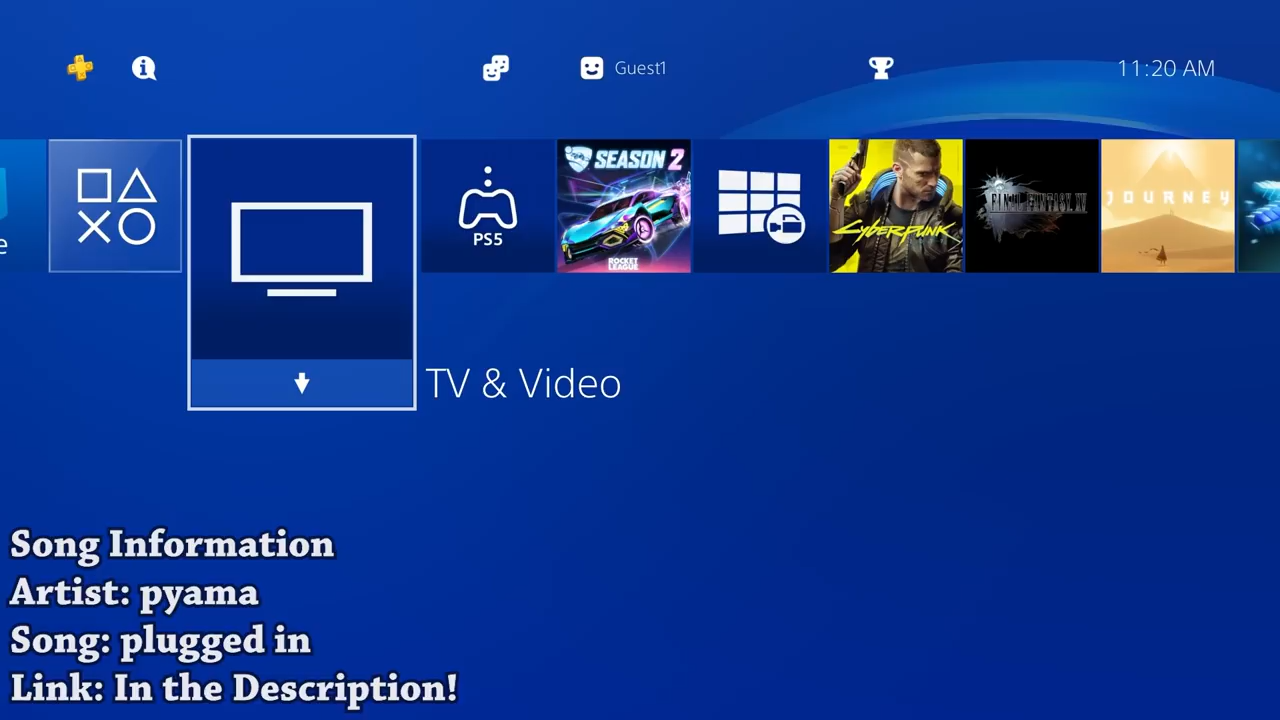 Guest1
11:20 AM
e
PS5
SEASON 2
ROCKET
LEAGUE
CYBERPUNK
FINAL FANTASY XV
JOURNEY
TV & Video
Song Information
Artist: pyama
Song: plugged in
Link: In the Description!